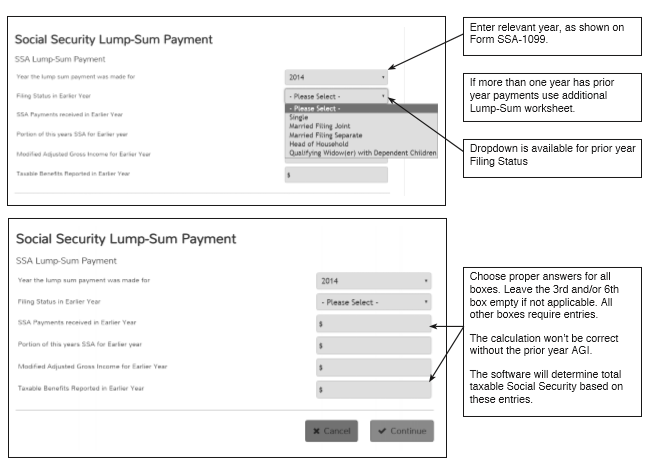 Social Security Lump-Sum Payment
SSA Lump-Sum Payment
Year the lump sum payment was made for
2014
Filing Status in Earlier Year
- Please Select -
- Please Select -
Single
Married Filing Joint
Married Filing Separate
Head of Household
Qualifying Widow(er) with Dependent Children
SSA Payments received in Earlier Year
Portion of this years SSA for Earlier year
Modified Adjusted Gross Income for Earlier Year
Taxable Benefits Reported in Earlier Year
$
Enter relevant year, as shown on
Form SSA-1099.
If more than one year has prior
year payments use additional
Lump-Sum worksheet.
Dropdown is available for prior year
Filing Status
Social Security Lump-Sum Payment
SSA Lump-Sum Payment
Year the lump sum payment was made for
2014
Filing Status in Earlier Year
- Please Select -
SSA Payments received in Earlier Year
$
Portion of this years SSA for Earlier year
$
Modified Adjusted Gross Income for Earlier Year
$
Taxable Benefits Reported in Earlier Year
$
✖ Cancel
✔ Continue
Choose proper answers for all
boxes. Leave the 3rd and/or 6th
box empty if not applicable. All
other boxes require entries.
The calculation won't be correct
without the prior year AGI.
The software will determine total
taxable Social Security based on
these entries.